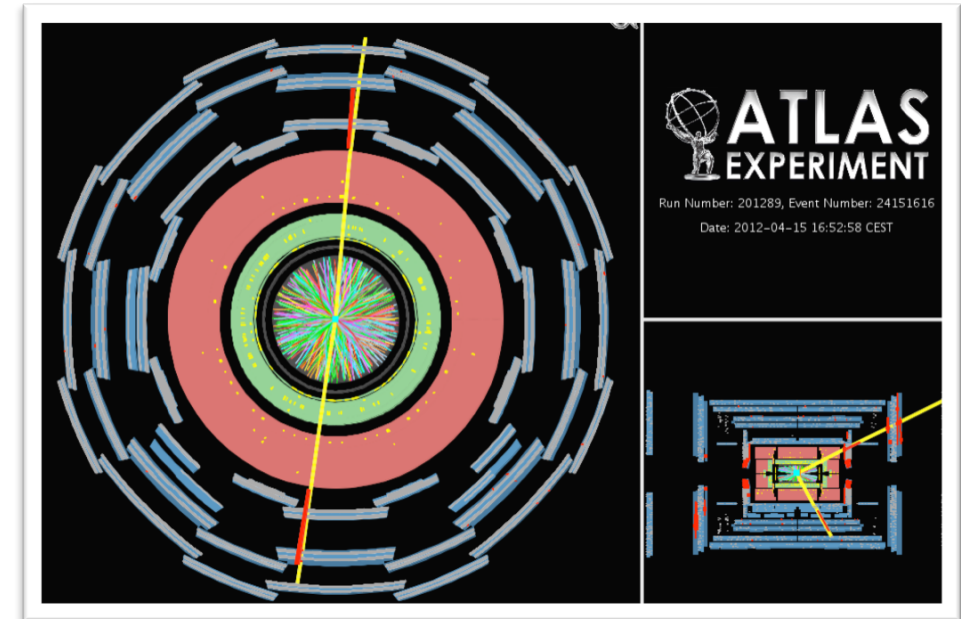 ATLAS
EXPERIMENT
Run Number: 201289, Event Number: 24151616
Date: 2012-04-15 16:52:58 CEST